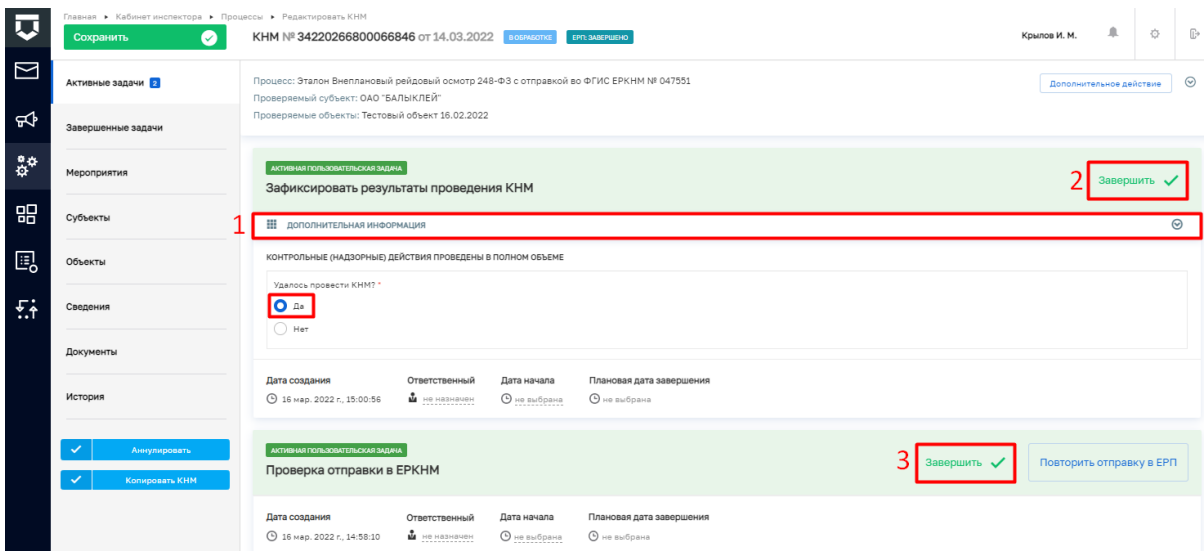 Главная ▸ Кабинет инспектора ▸ Процессы ▸ Редактировать КНМ
Сохранить
КНМ № 34220266800066846 от 14.03.2022 В ОБРАБОТКЕ ЕРП: ЗАВЕРШЕНО
Крылов И. М.
Активные задачи 2
Завершенные задачи
Мероприятия
Субъекты
Объекты
Сведения
Документы
История
Аннулировать
Копировать КНМ
Процесс: Эталон Внеплановый рейдовый осмотр 248-ФЗ с отправкой во ФГИС ЕРКНМ № 047551
Проверяемый субъект: ОАО "БАЛЫКЛЕЙ"
Проверяемые объекты: Тестовый объект 16.02.2022
Дополнительное действие
АКТИВНАЯ ПОЛЬЗОВАТЕЛЬСКАЯ ЗАДАЧА
Зафиксировать результаты проведения КНМ
2 Завершить
1 ДОПОЛНИТЕЛЬНАЯ ИНФОРМАЦИЯ
КОНТРОЛЬНЫЕ (НАДЗОРНЫЕ) ДЕЙСТВИЯ ПРОВЕДЕНЫ В ПОЛНОМ ОБЪЕМЕ
Удалось провести КНМ? *
Да
Нет
Дата создания Ответственный Дата начала Плановая дата завершения
16 мар. 2022 г., 15:00:56 не назначен не выбрана не выбрана
АКТИВНАЯ ПОЛЬЗОВАТЕЛЬСКАЯ ЗАДАЧА
Проверка отправки в ЕРКНМ
3 Завершить Повторить отправку в ЕРП
Дата создания Ответственный Дата начала Плановая дата завершения
16 мар. 2022 г., 14:58:10 не назначен не выбрана не выбрана